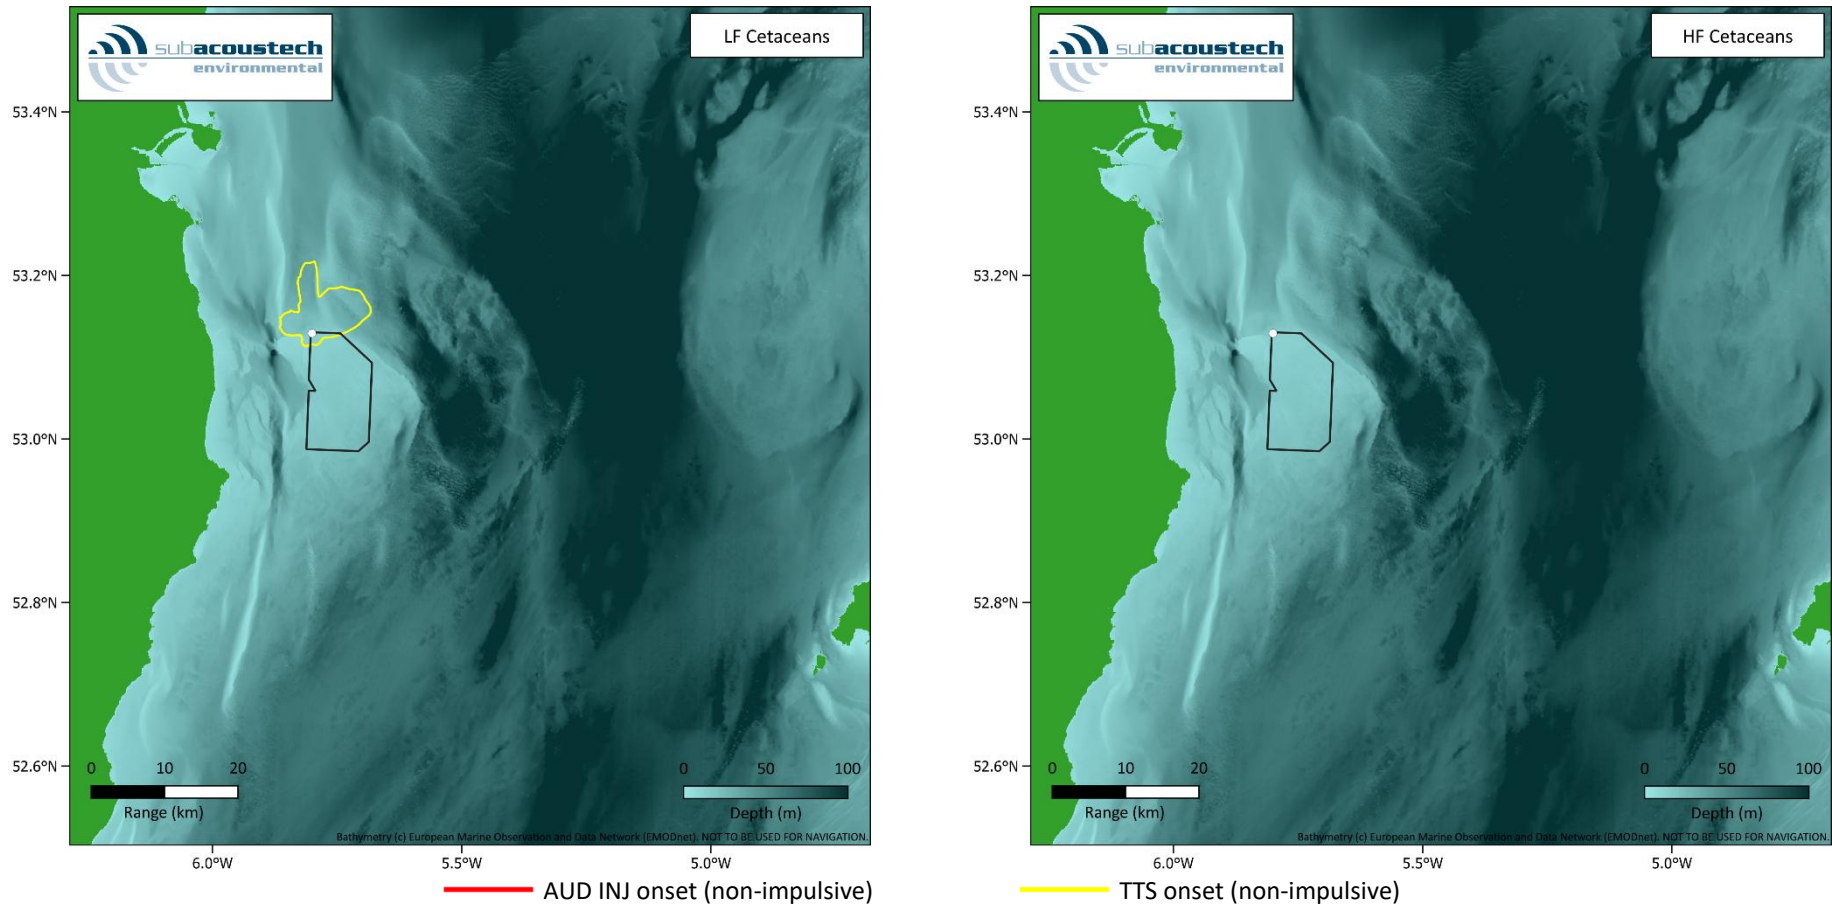 subacoustech
environmental
LF Cetaceans
53.4°N
53.2°N
53.0°N
52.8°N
52.6°N
0 10 20
Range (km)
0 50 100
Depth (m)
Bathymetry (c) European Marine Observation and Data Network (EMODnet). NOT TO BE USED FOR NAVIGATION.
6.0°W 5.5°W 5.0°W
subacoustech
environmental
HF Cetaceans
53.4°N
53.2°N
53.0°N
52.8°N
52.6°N
0 10 20
Range (km)
0 50 100
Depth (m)
Bathymetry (c) European Marine Observation and Data Network (EMODnet). NOT TO BE USED FOR NAVIGATION.
6.0°W 5.5°W 5.0°W
AUD INJ onset (non-impulsive) TTS onset (non-impulsive)